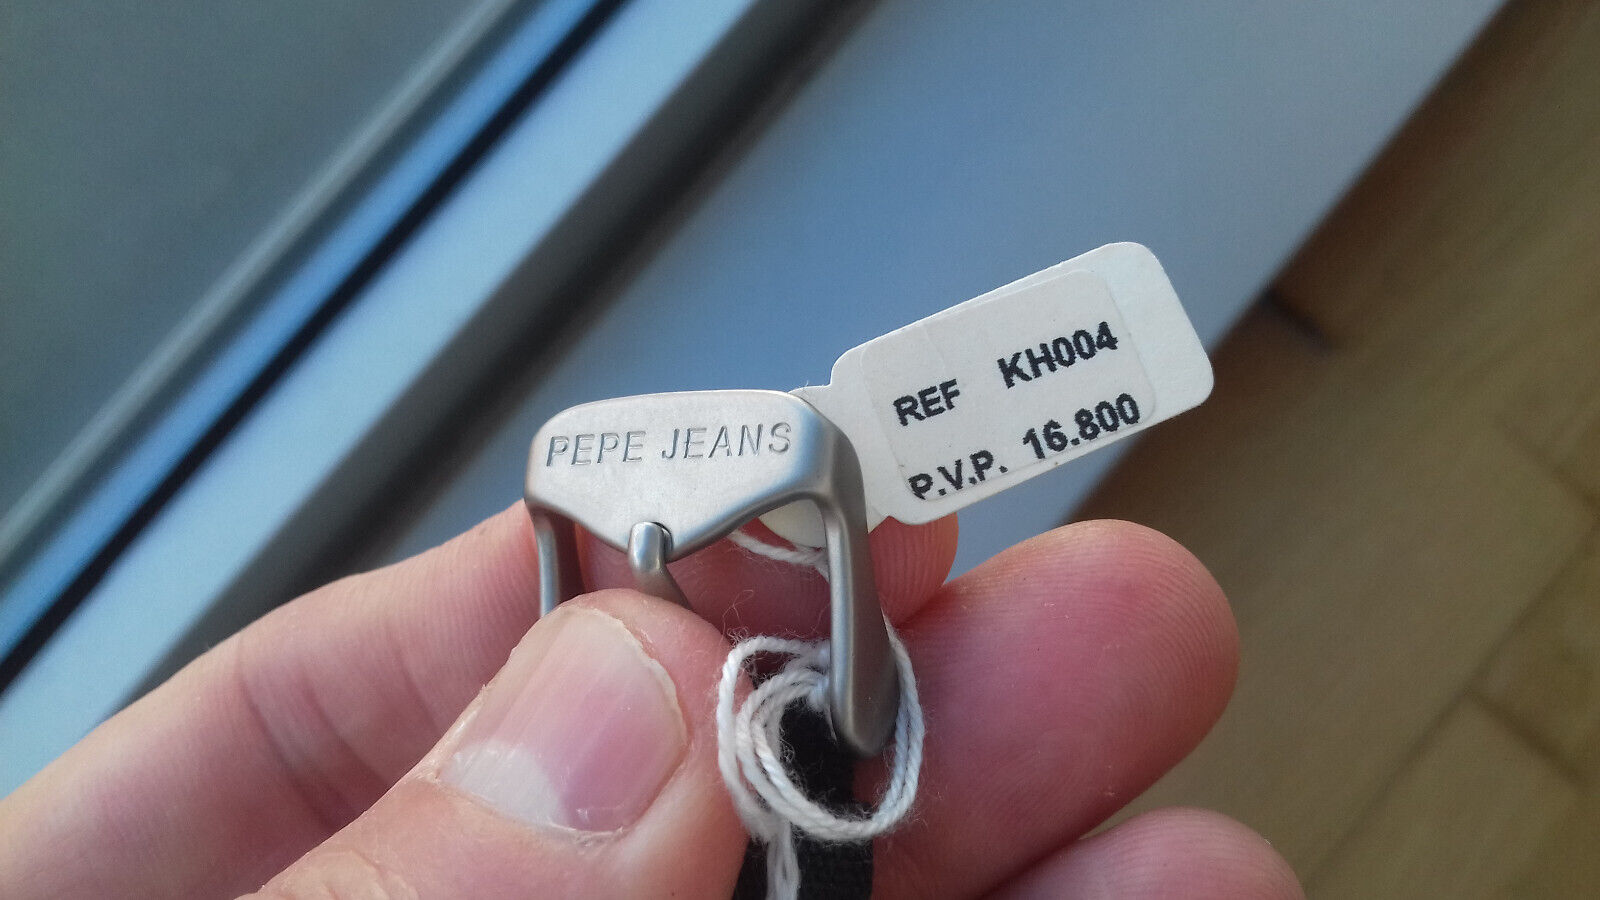 PEPE JEANS
REF KH004
P.V.P. 16.800